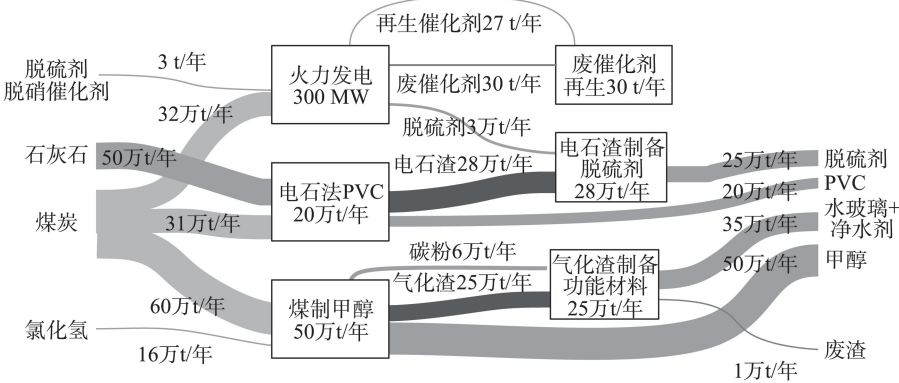 再生催化剂27 t/年
脱硫剂
脱硝催化剂
3 t/年
火力发电
300 MW
废催化剂30 t/年
废催化剂
再生30 t/年
32万t/年
脱硫剂3万t/年
石灰石
50万t/年
电石渣28万t/年
电石渣制备
脱硫剂
28万t/年
25万t/年
脱硫剂
电石法PVC
20万t/年
20万t/年
PVC
煤炭
31万t/年
35万t/年
水玻璃+
净水剂
碳粉6万t/年
气化渣25万t/年
气化渣制备
功能材料
25万t/年
50万t/年
甲醇
60万t/年
煤制甲醇
50万t/年
氯化氢
16万t/年
废渣
1万t/年